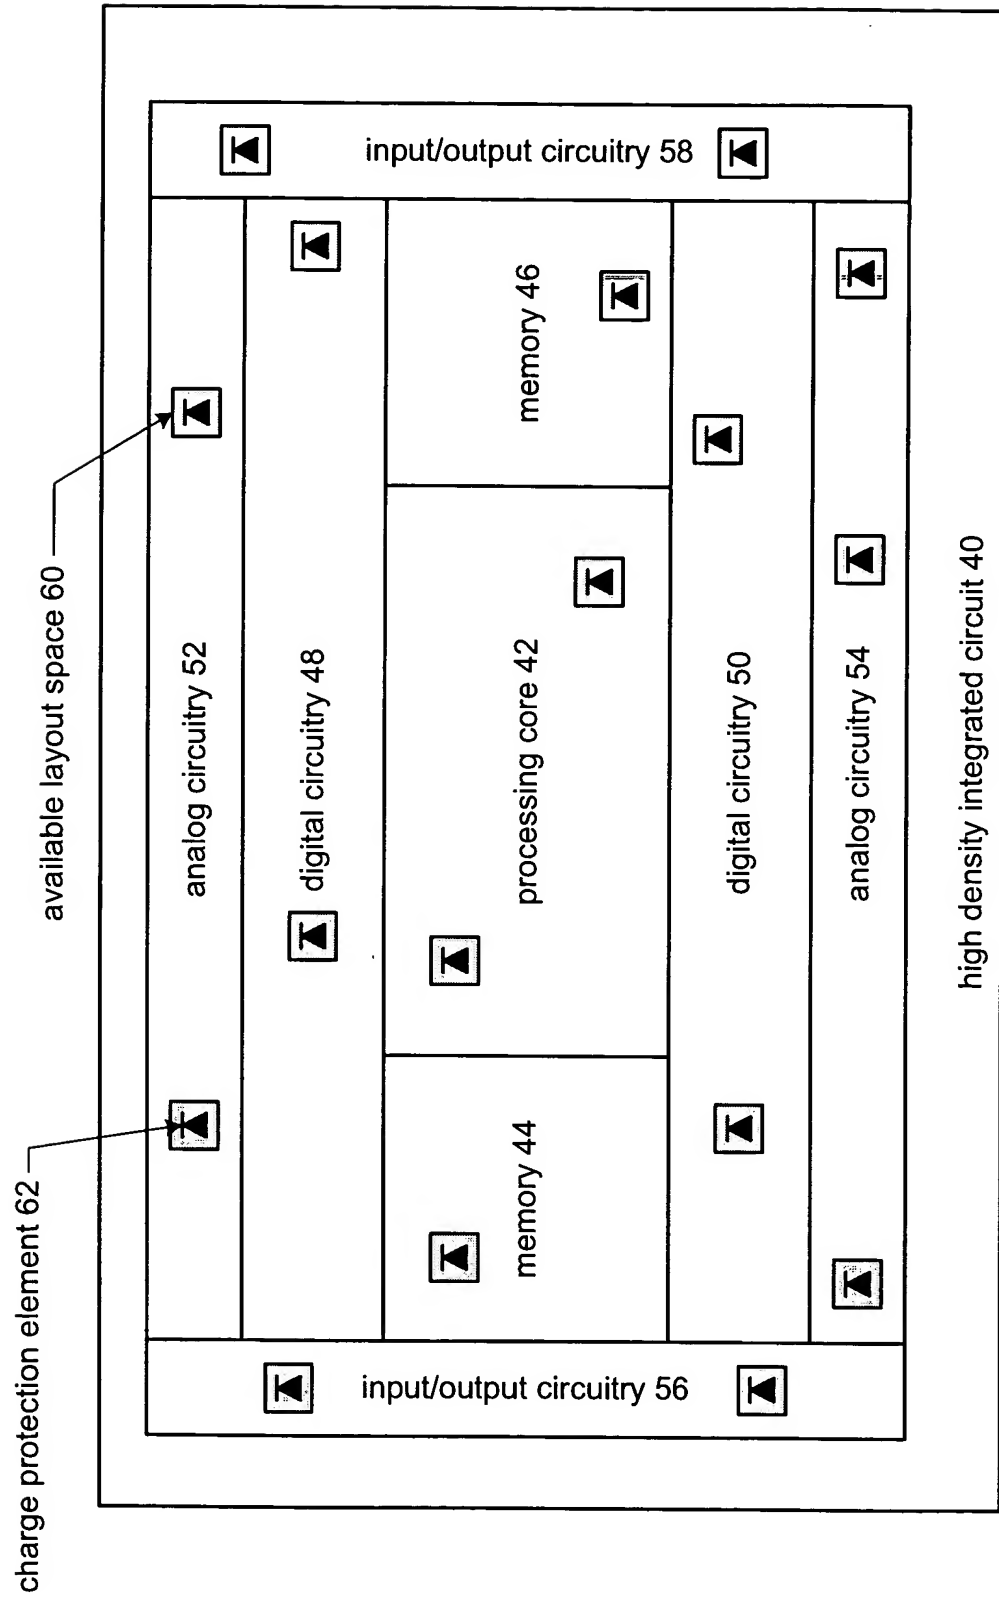 charge protection element 62
available layout space 60
input/output circuitry 56
analog circuitry 52
digital circuitry 48
memory 44
processing core 42
memory 46
digital circuitry 50
analog circuitry 54
input/output circuitry 58
high density integrated circuit 40